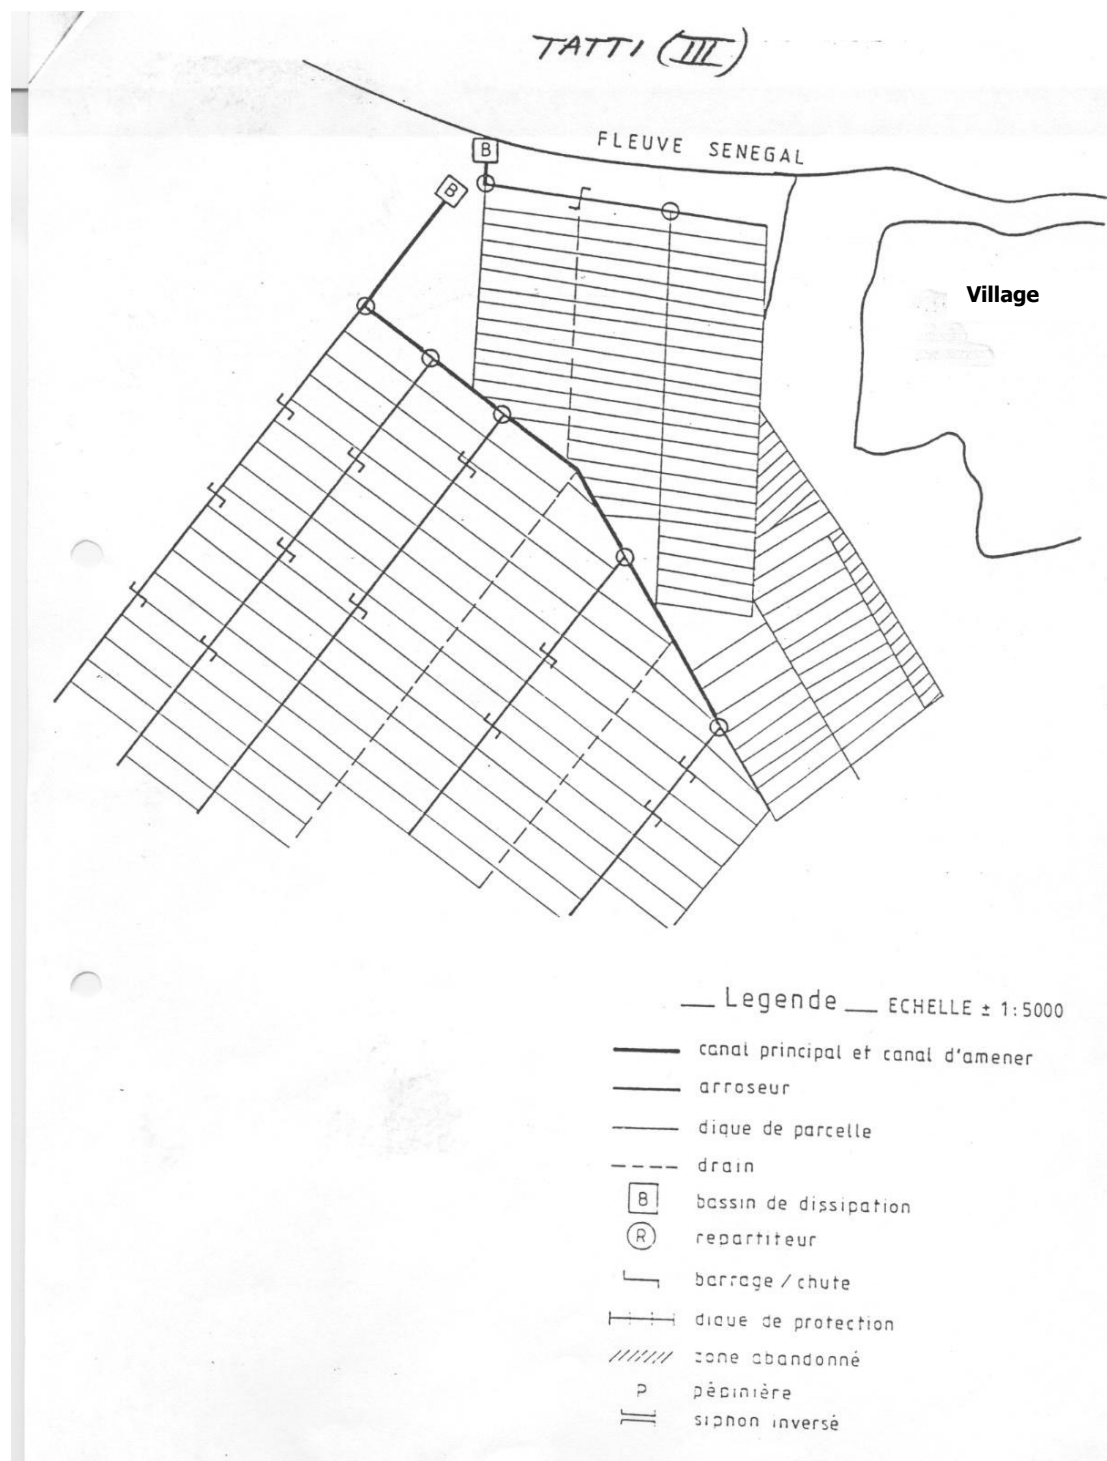 TATTI (III)
FLEUVE SENEGAL
B
B
Village
Legende ECHELLE ± 1:5000
canal principal et canal d'amener
arroseur
digue de parcelle
drain
B bassin de dissipation
R repartiteur
barrage / chute
digue de protection
zone abandonné
P pépinière
siphon inversé